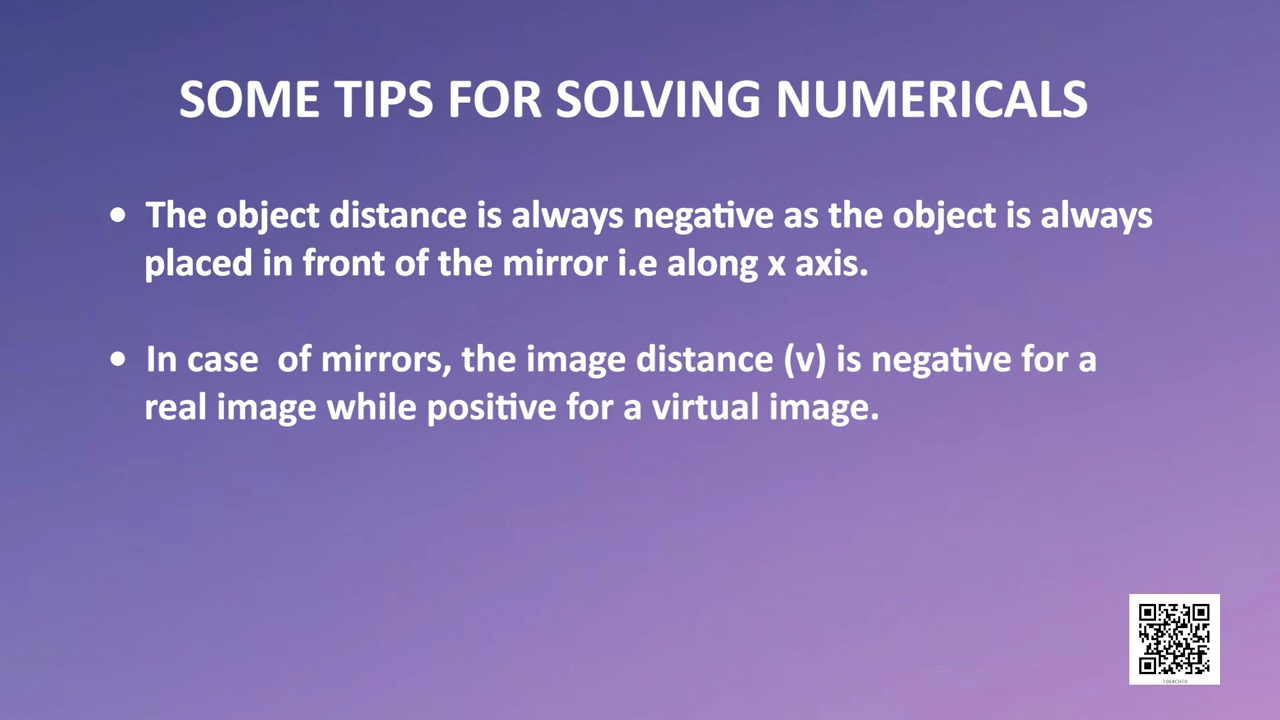 SOME TIPS FOR SOLVING NUMERICALS
• The object distance is always negative as the object is always
placed in front of the mirror i.e along x axis.
• In case  of mirrors, the image distance (v) is negative for a
real image while positive for a virtual image.
1064CH10